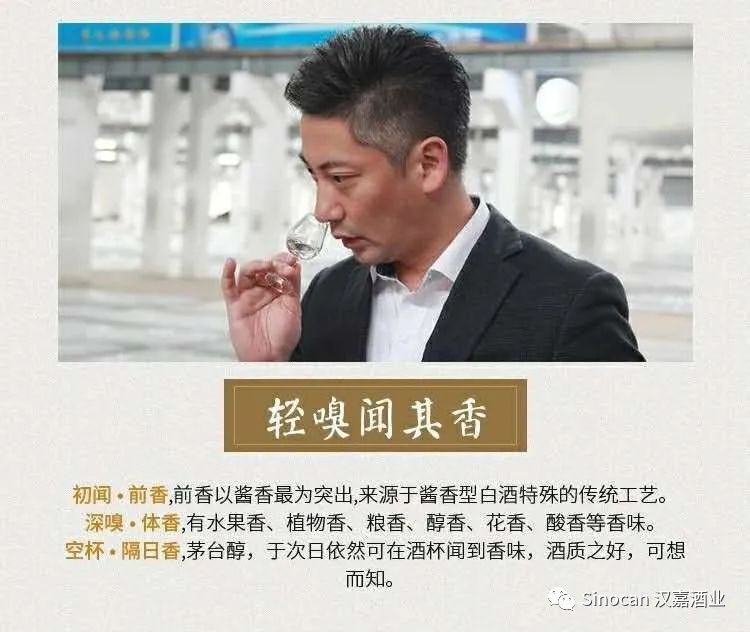 轻嗅闻其香
初闻•前香,前香以酱香最为突出,来源于酱香型白酒特殊的传统工艺。
深嗅•体香,有水果香、植物香、粮香、醇香、花香、酸香等香味。
空杯•隔日香,茅台醇，于次日依然可在酒杯闻到香味，酒质之好，可想
而知。
Sinocan 汉嘉酒业